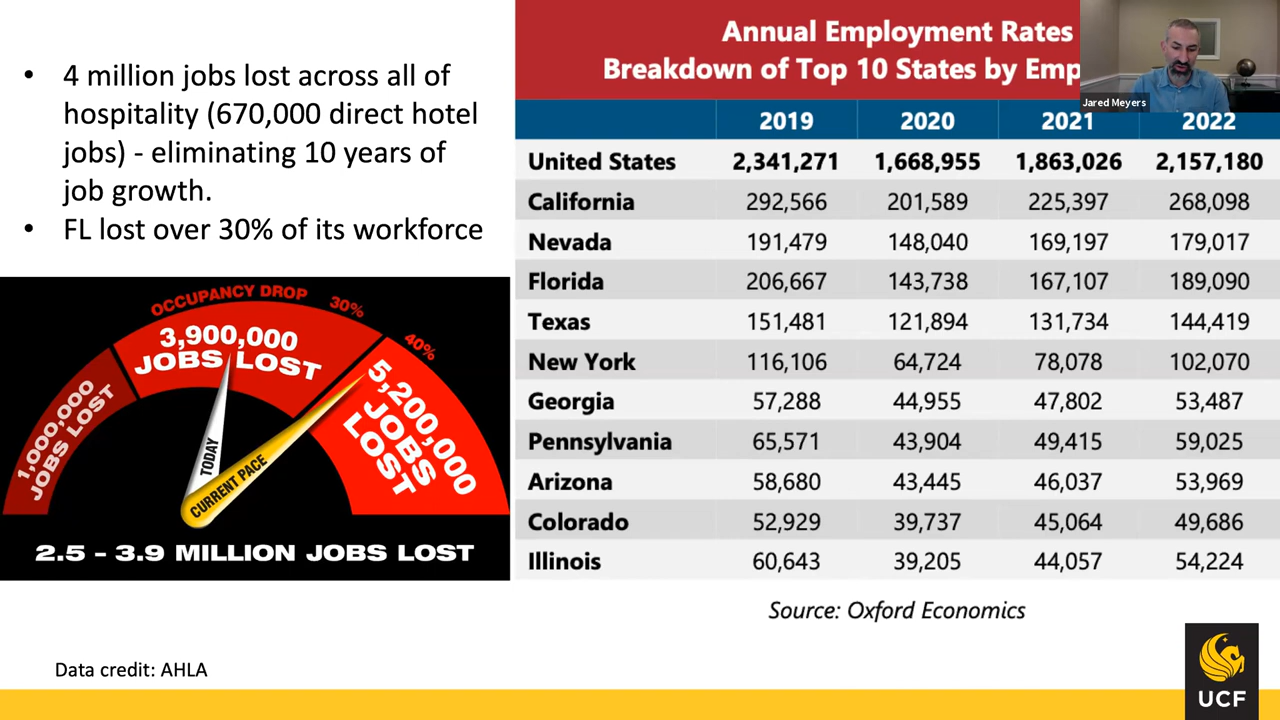 • 4 million jobs lost across all of
hospitality (670,000 direct hotel
jobs) - eliminating 10 years of
job growth.
• FL lost over 30% of its workforce
OCCUPANCY DROP 30% 40%
1,000,000
JOBS LOST
3,900,000
JOBS LOST
5,200,000
JOBS
LOST
TODAY
CURRENT PACE
2.5 – 3.9 MILLION JOBS LOST
Data credit: AHLA
Annual Employment Rates
Breakdown of Top 10 States by Emp
Jared Meyers
2019 2020 2021 2022
United States 2,341,271 1,668,955 1,863,026 2,157,180
California 292,566 201,589 225,397 268,098
Nevada 191,479 148,040 169,197 179,017
Florida 206,667 143,738 167,107 189,090
Texas 151,481 121,894 131,734 144,419
New York 116,106 64,724 78,078 102,070
Georgia 57,288 44,955 47,802 53,487
Pennsylvania 65,571 43,904 49,415 59,025
Arizona 58,680 43,445 46,037 53,969
Colorado 52,929 39,737 45,064 49,686
Illinois 60,643 39,205 44,057 54,224
Source: Oxford Economics
UCF